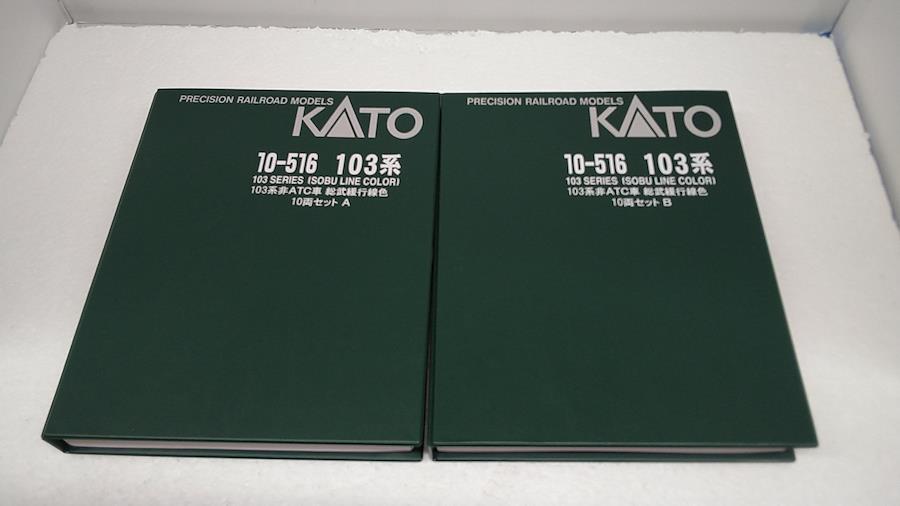 PRECISION RAILROAD MODELS
KATO
10-516 103系
103 SERIES (SOBU LINE COLOR)
103系非ATC車 総武緩行線色
10両セット A
PRECISION RAILROAD MODELS
KATO
10-516 103系
103 SERIES (SOBU LINE COLOR)
103系非ATC車 総武緩行線色
10両セット B